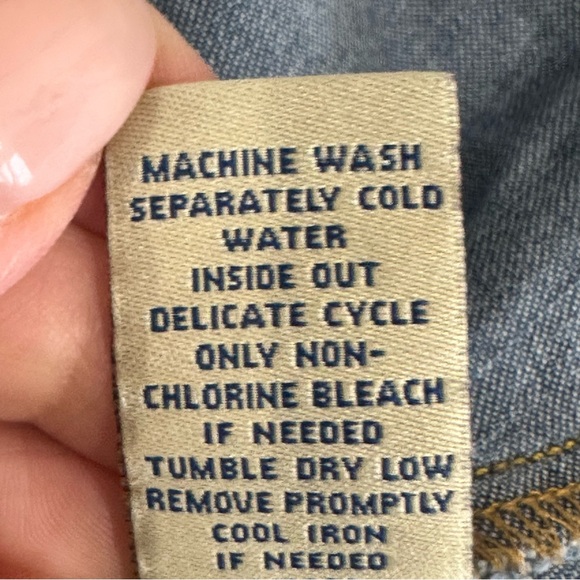 MACHINE WASH
SEPARATELY COLD
WATER
INSIDE OUT
DELICATE CYCLE
ONLY NON-
CHLORINE BLEACH
IF NEEDED
TUMBLE DRY LOW
REMOVE PROMPTLY
COOL IRON
IF NEEDED